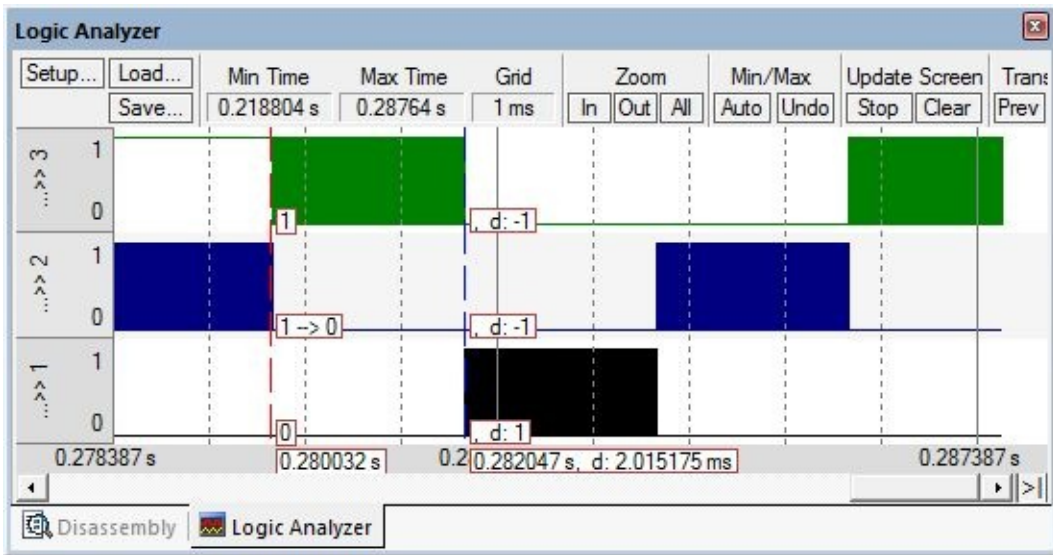 Logic Analyzer
Setup... Load... Min Time Max Time Grid Zoom Min/Max Update Screen Trans
Save... 0.218804 s 0.28764 s 1 ms In Out All Auto Undo Stop Clear Prev
...>> 3 1
0 1 , d: -1
...>> 2 1
0 1 --> 0 , d: -1
...>> 1 1
0 0 , d: 1
0.278387 s 0.280032 s 0.2 0.282047 s, d: 2.015175 ms 0.287387 s
>|
Disassembly Logic Analyzer